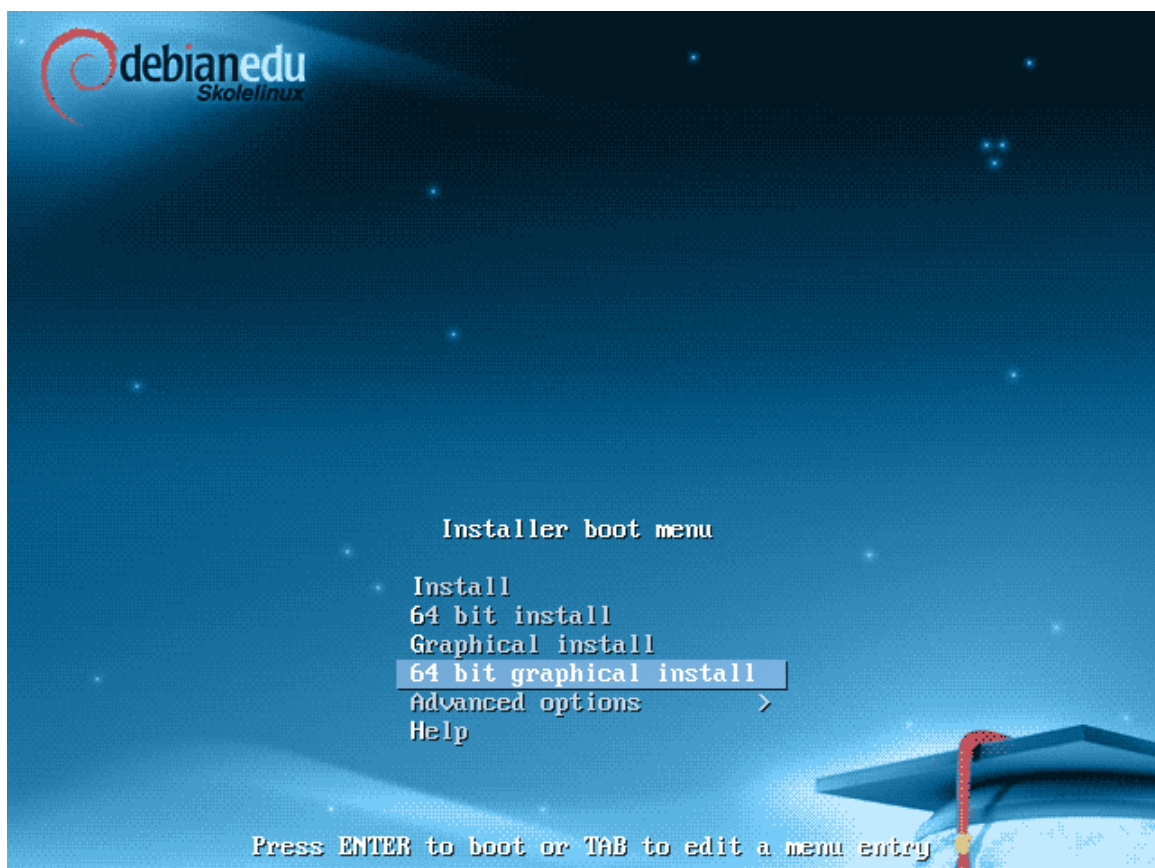 debianedu
Skolelinux
Installer boot menu
Install
64 bit install
Graphical install
64 bit graphical install
Advanced options >
Help
Press ENTER to boot or TAB to edit a menu entry